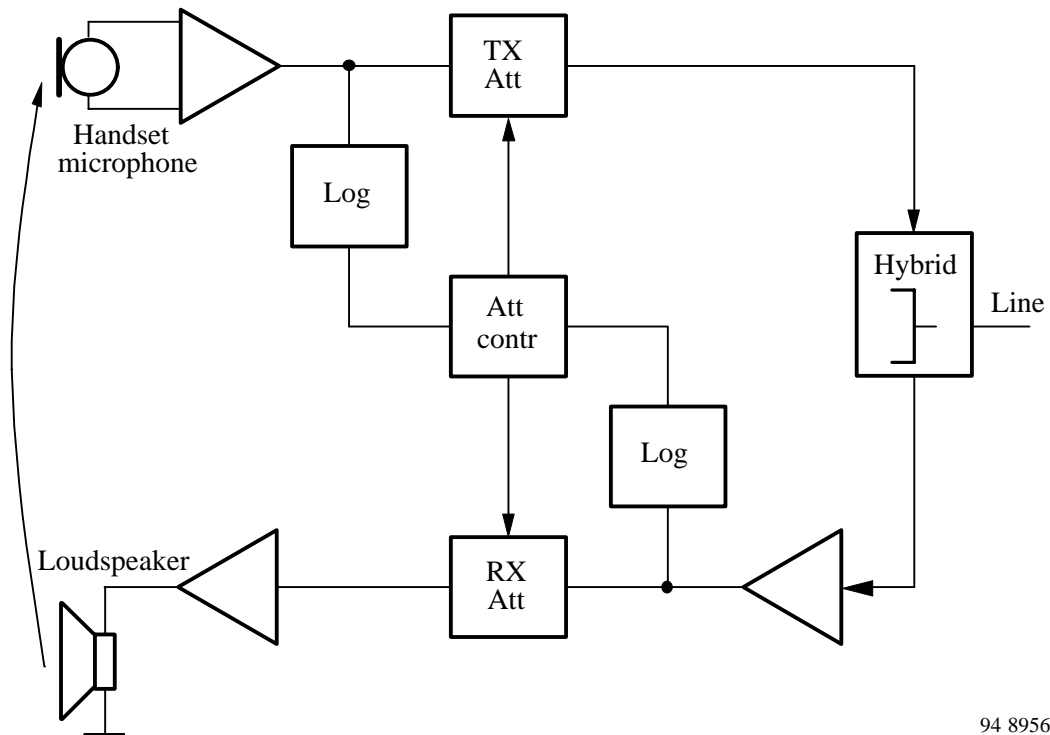 TX
Att
Handset
microphone
Log
Hybrid
Att
contr
Line
Log
Loudspeaker
RX
Att
94 8956